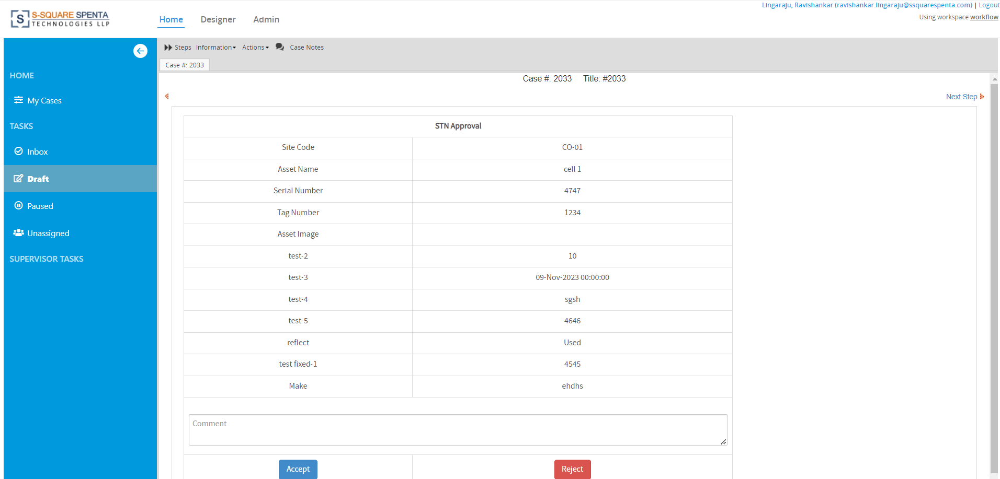 Lingaraju, Ravishankar (ravishankar.lingaraju@ssquarespenta.com) | Logout
Using workspace workflow
S
S-SQUARE SPENTA
TECHNOLOGIES LLP
Home Designer Admin
Steps Information Actions Case Notes
Case #: 2033
Case #: 2033 Title: #2033
Next Step
HOME
My Cases
TASKS
Inbox
Draft
Paused
Unassigned
SUPERVISOR TASKS
STN Approval
Site Code CO-01
Asset Name cell 1
Serial Number 4747
Tag Number 1234
Asset Image
test-2 10
test-3 09-Nov-2023 00:00:00
test-4 sgsh
test-5 4646
reflect Used
test fixed-1 4545
Make ehdhs
Comment
Accept Reject